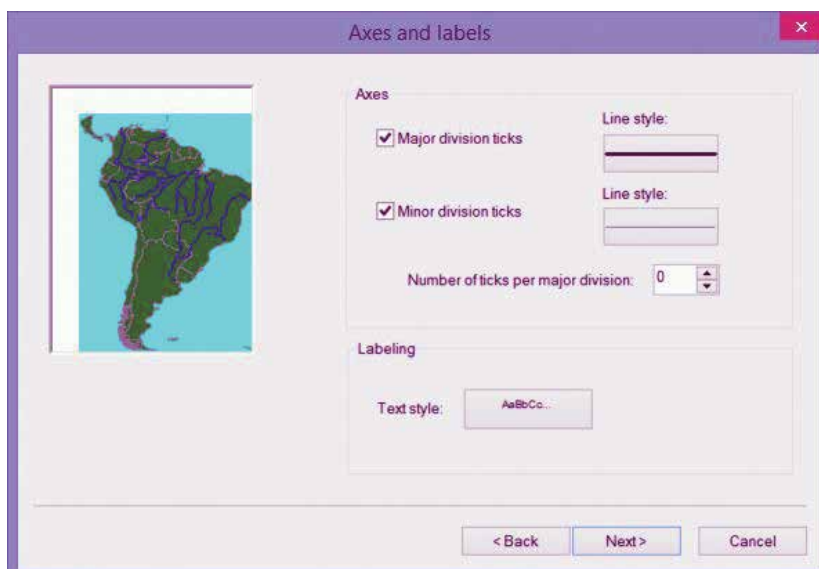 Axes and labels
Axes
Line style:
Major division ticks
Line style:
Minor division ticks
Number of ticks per major division: 0
Labeling
Text style: AaBbCc...
< Back Next > Cancel